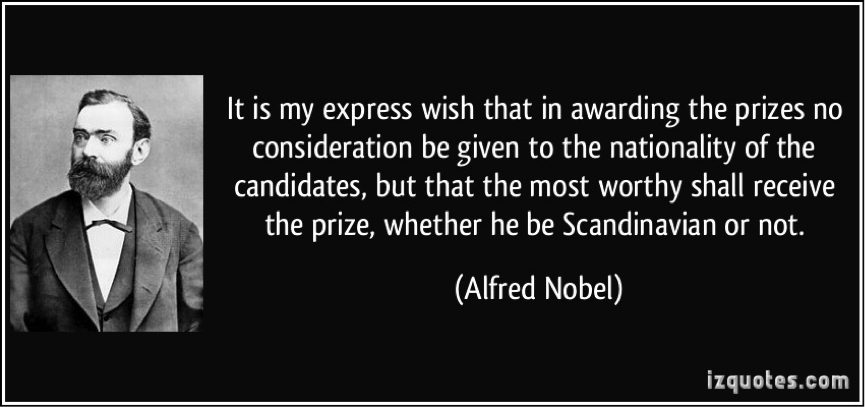 It is my express wish that in awarding the prizes no
consideration be given to the nationality of the
candidates, but that the most worthy shall receive
the prize, whether he be Scandinavian or not.
(Alfred Nobel)
izquotes.com